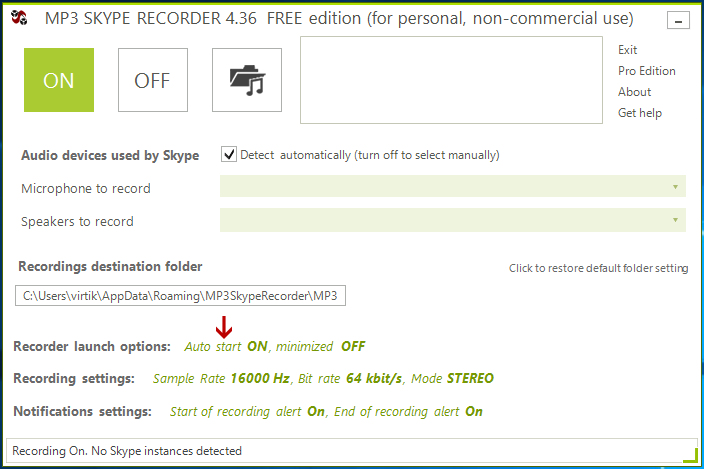 MP3 SKYPE RECORDER 4.36 FREE edition (for personal, non-commercial use)
ON
OFF
Exit
Pro Edition
About
Get help
Audio devices used by Skype
Detect automatically (turn off to select manually)
Microphone to record
Speakers to record
Recordings destination folder
Click to restore default folder setting
C:\Users\virtik\AppData\Roaming\MP3SkypeRecorder\MP3
Recorder launch options: Auto start ON, minimized OFF
Recording settings: Sample Rate 16000 Hz, Bit rate 64 kbit/s, Mode STEREO
Notifications settings: Start of recording alert On, End of recording alert On
Recording On. No Skype instances detected